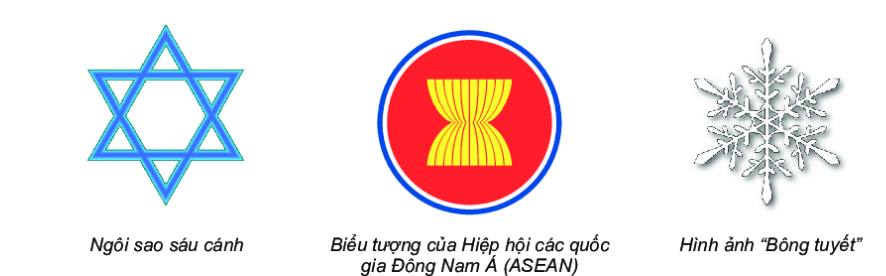 Ngôi sao sáu cánh
Biểu tượng của Hiệp hội các quốc
gia Đông Nam Á (ASEAN)
Hình ảnh “Bông tuyết”